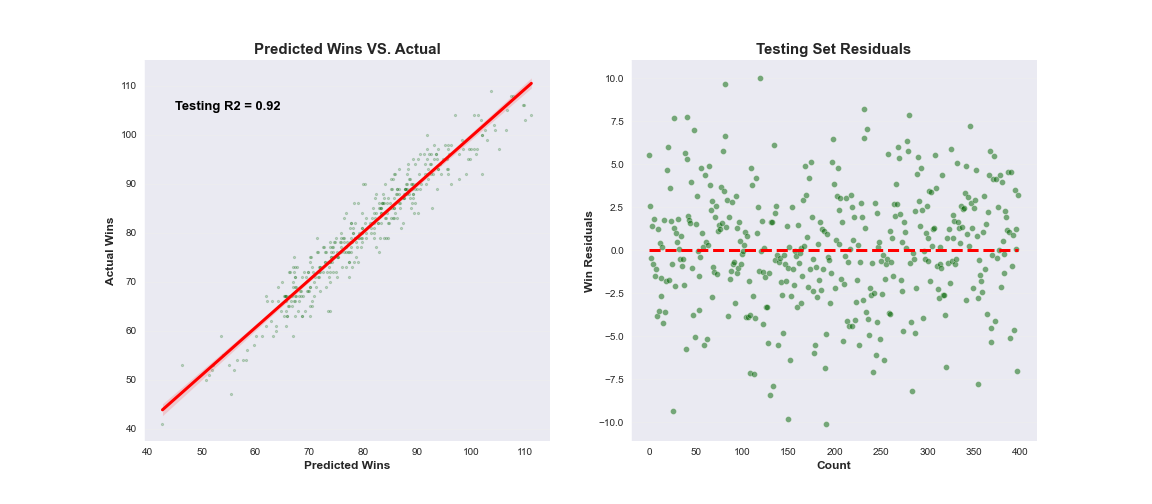 Predicted Wins VS. Actual
Testing R2 = 0.92
Actual Wins
110
100
90
80
70
60
50
40
40 50 60 70 80 90 100 110
Predicted Wins
Testing Set Residuals
Win Residuals
10.0
7.5
5.0
2.5
0.0
−2.5
−5.0
−7.5
−10.0
0 50 100 150 200 250 300 350 400
Count